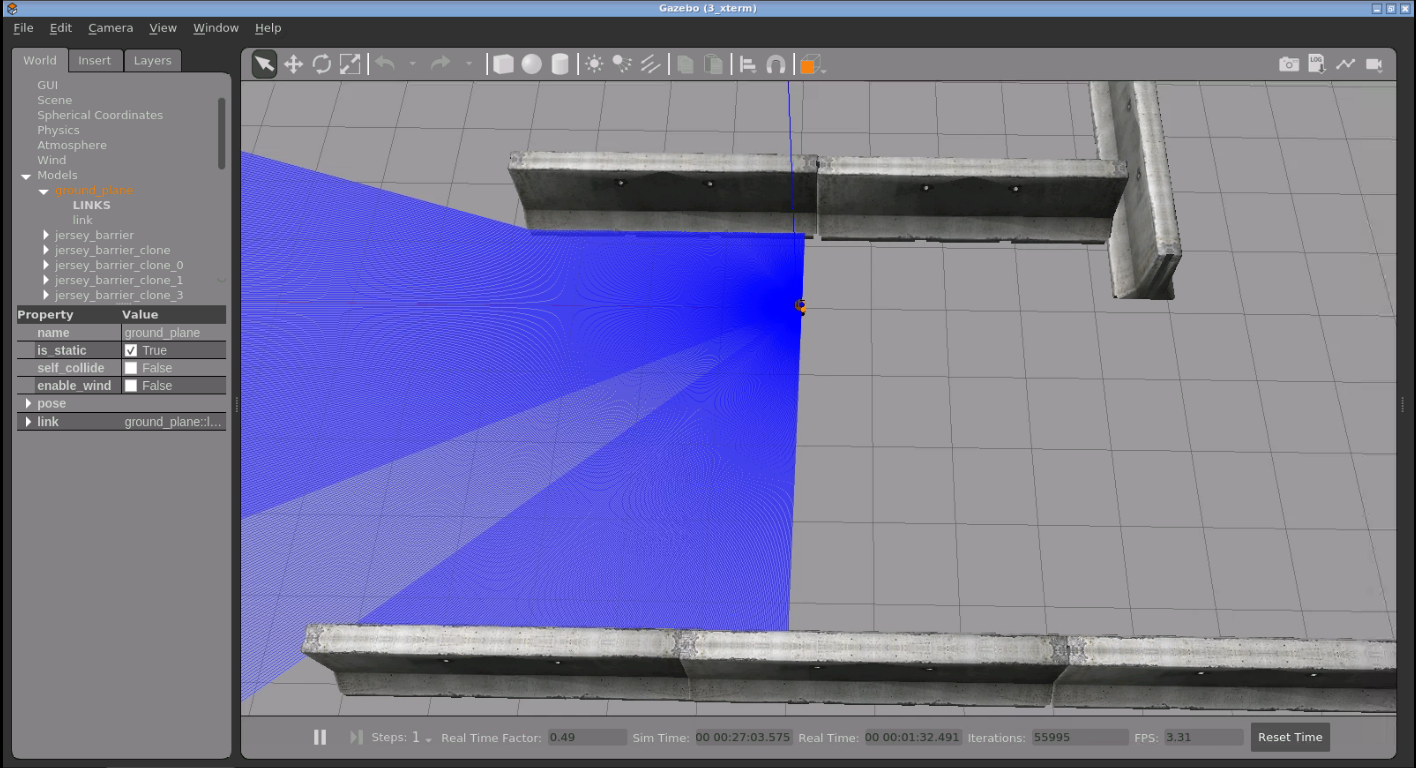 Gazebo (3_xterm)
File Edit Camera View Window Help
World Insert Layers
LOG
GUI
Scene
Spherical Coordinates
Physics
Atmosphere
Wind
Models
ground_plane
LINKS
link
jersey_barrier
jersey_barrier_clone
jersey_barrier_clone_0
jersey_barrier_clone_1
jersey_barrier_clone_3
Property Value
name ground_plane
is_static True
self_collide False
enable_wind False
pose
link ground_plane::l...
Steps: 1 Real Time Factor: 0.49 Sim Time: 00 00:27:03.575 Real Time: 00 00:01:32.491 Iterations: 55995 FPS: 3.31 Reset Time